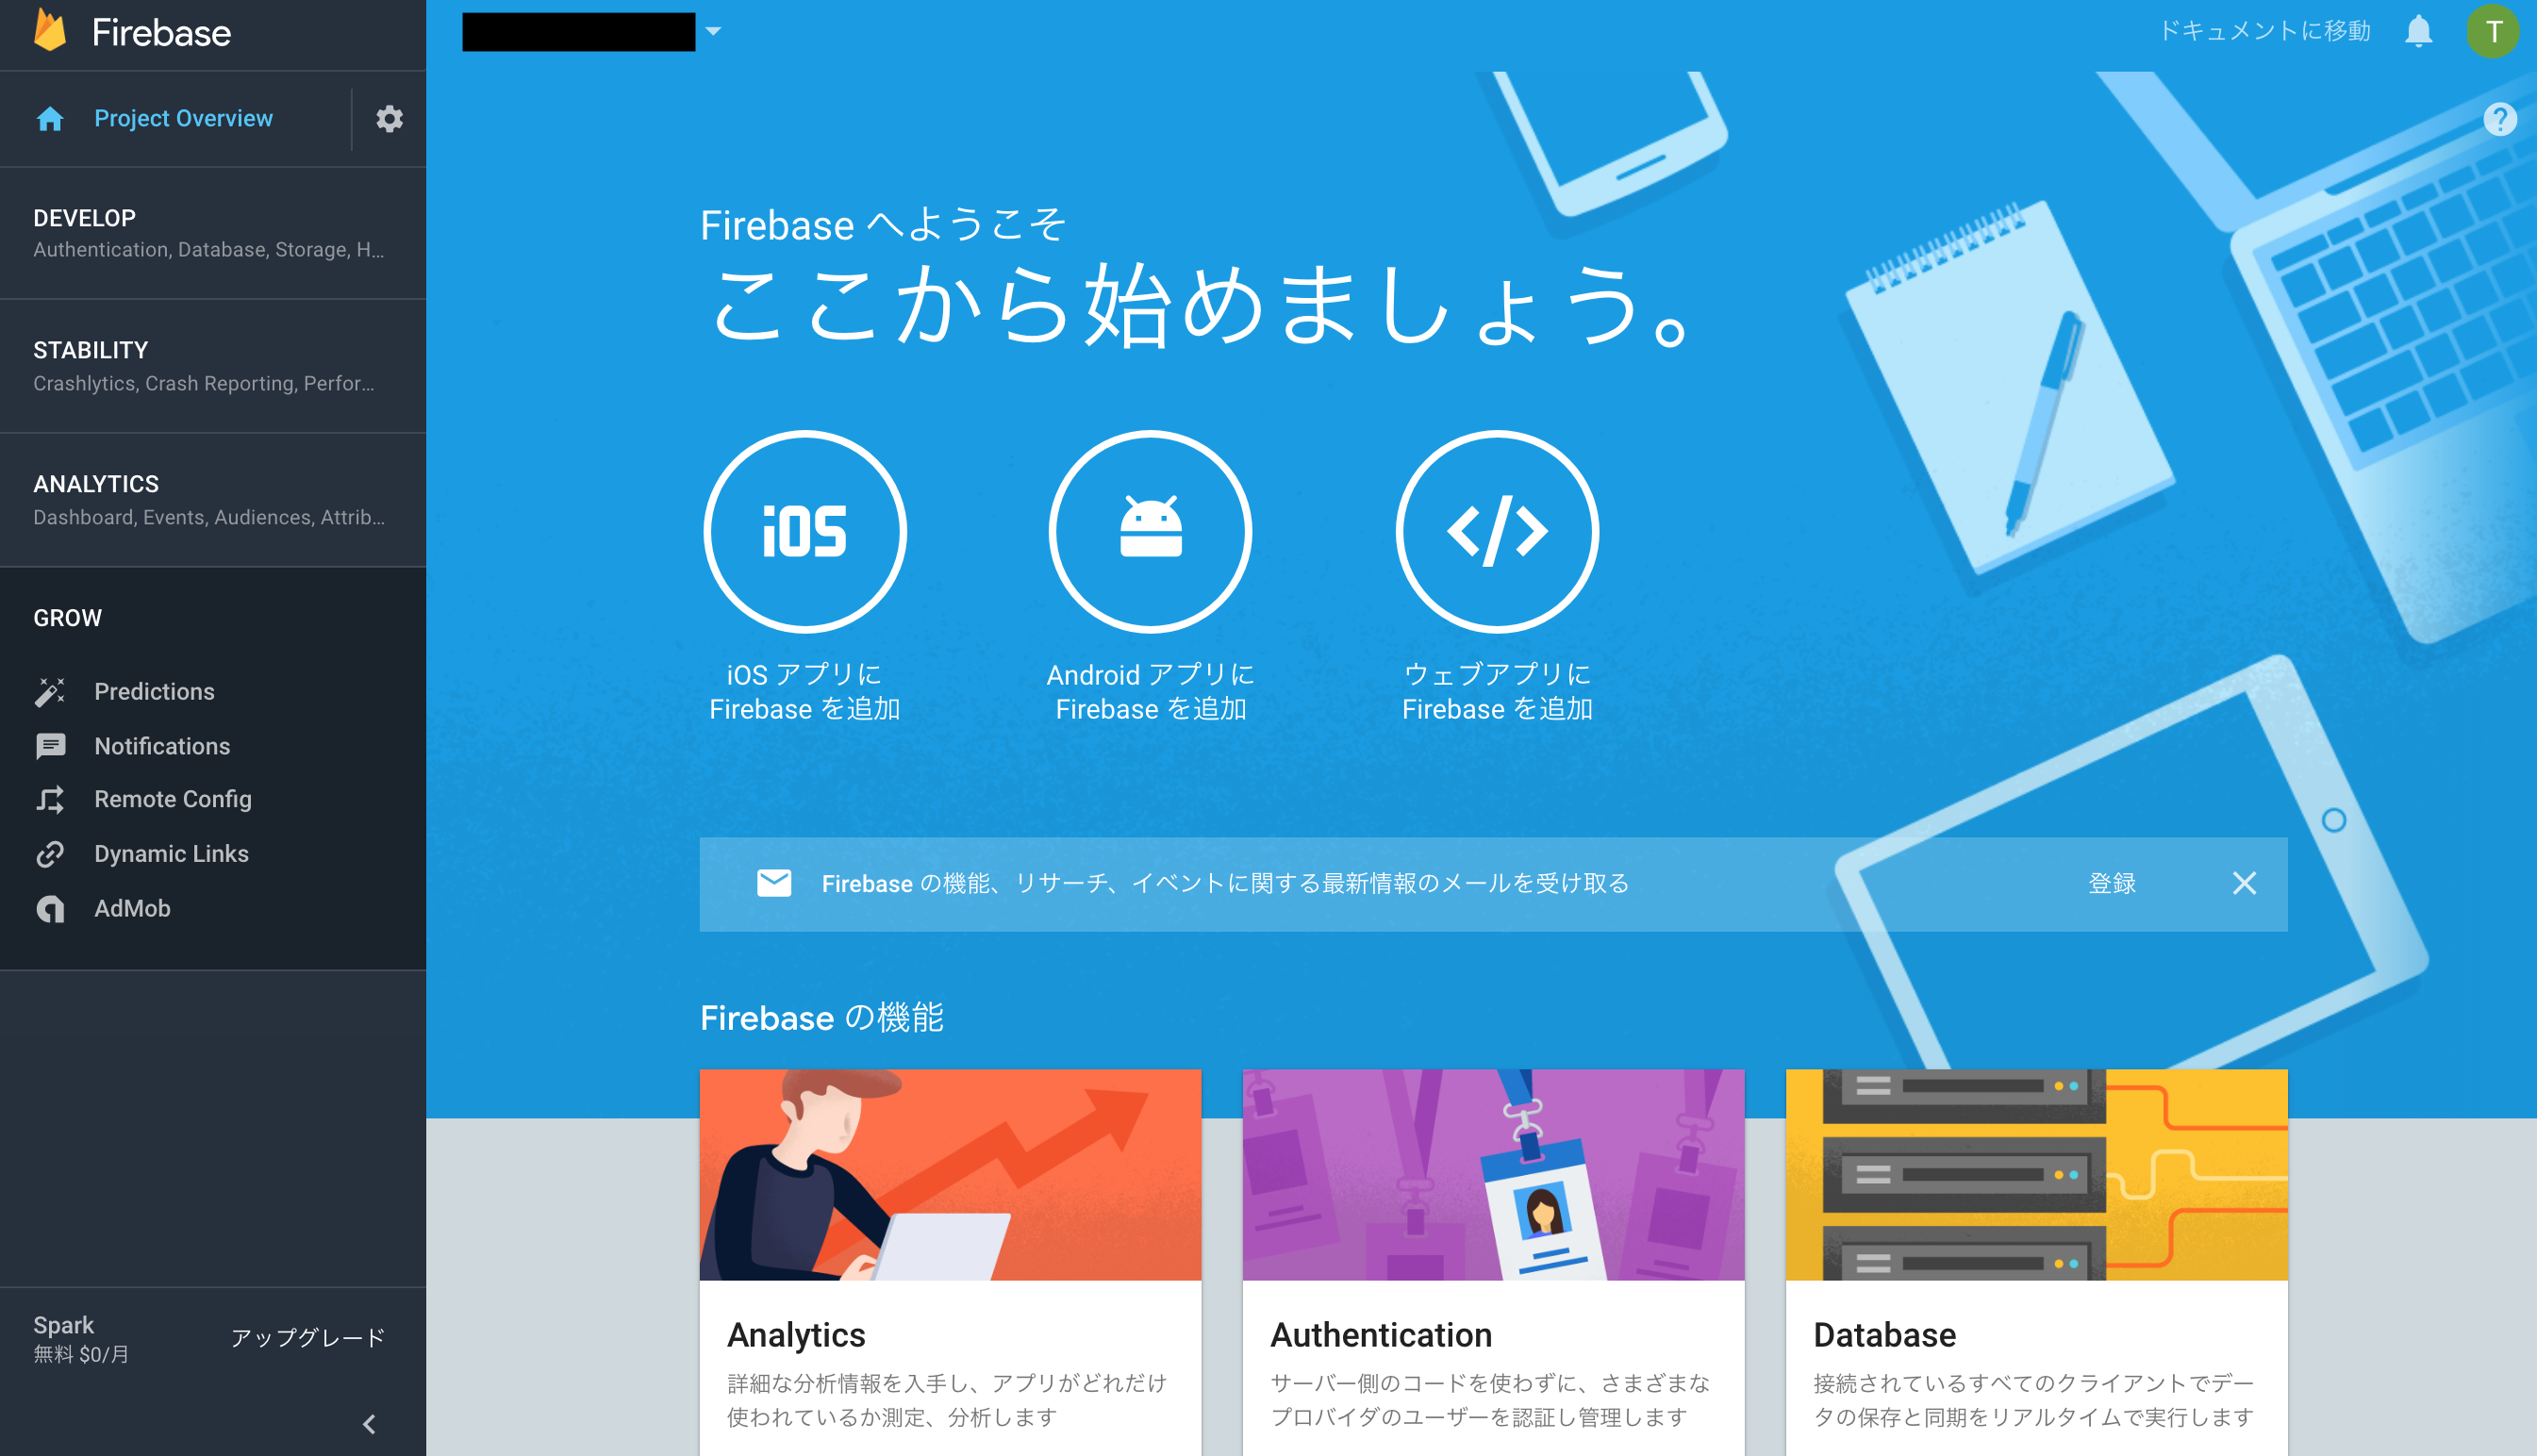 Firebase
ドキュメントに移動
T
Project Overview
?
DEVELOP
Authentication, Database, Storage, H...
STABILITY
Crashlytics, Crash Reporting, Perfor...
ANALYTICS
Dashboard, Events, Audiences, Attrib...
GROW
Predictions
Notifications
Remote Config
Dynamic Links
AdMob
Spark
無料 $0/月
アップグレード
Firebase へようこそ
ここから始めましょう。
iOS
</>
iOS アプリに
Firebase を追加
Android アプリに
Firebase を追加
ウェブアプリに
Firebase を追加
Firebase の機能、リサーチ、イベントに関する最新情報のメールを受け取る
登録
Firebase の機能
Analytics
詳細な分析情報を入手し、アプリがどれだけ
使われているか測定、分析します
Authentication
サーバー側のコードを使わずに、さまざまな
プロバイダのユーザーを認証し管理します
Database
接続されているすべてのクライアントでデー
タの保存と同期をリアルタイムで実行します